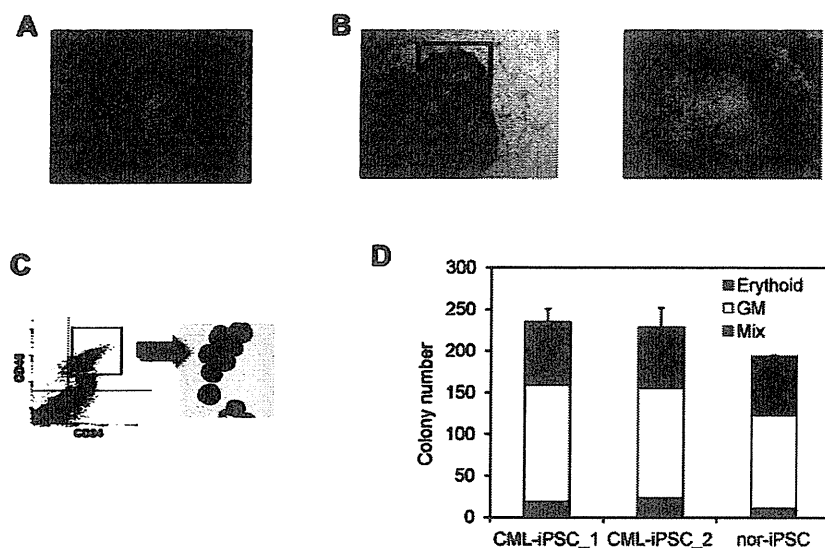 A
B
C
CD34
D
300
250
200
150
100
50
0
Colony number
Erythoid
GM
Mix
CML-iPSC_1 CML-iPSC_2 nor-iPSC